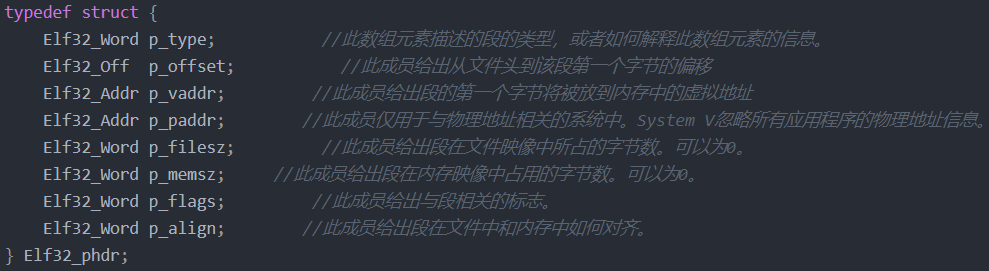 typedef struct {
Elf32_Word p_type; //此数组元素描述的段的类型，或者如何解释此数组元素的信息。
Elf32_Off p_offset; //此成员给出从文件头到该段第一个字节的偏移
Elf32_Addr p_vaddr; //此成员给出段的第一个字节将被放到内存中的虚拟地址
Elf32_Addr p_paddr; //此成员仅用于与物理地址相关的系统中。System V忽略所有应用程序的物理地址信息。
Elf32_Word p_filesz; //此成员给出段在文件映像中所占的字节数。可以为0。
Elf32_Word p_memsz; //此成员给出段在内存映像中占用的字节数。可以为0。
Elf32_Word p_flags; //此成员给出与段相关的标志。
Elf32_Word p_align; //此成员给出段在文件中和内存中如何对齐。
} Elf32_phdr;